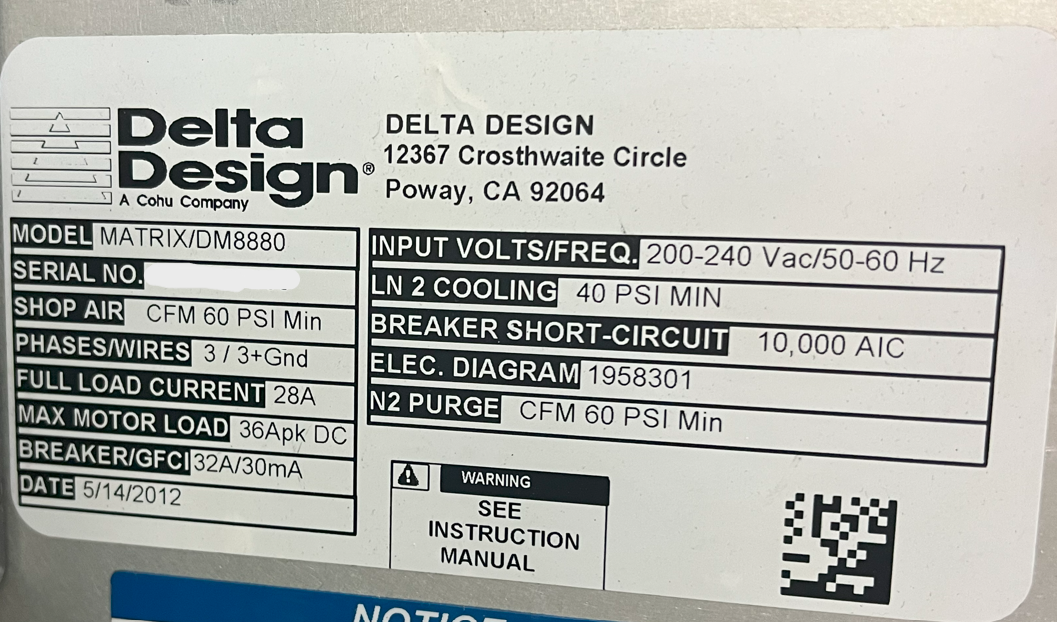 Delta
Design®
A Cohu Company
DELTA DESIGN
12367 Crosthwaite Circle
Poway, CA 92064
MODEL MATRIX/DM8880
SERIAL NO.
SHOP AIR CFM 60 PSI Min
PHASES/WIRES 3 / 3+Gnd
FULL LOAD CURRENT 28A
MAX MOTOR LOAD 36Apk DC
BREAKER/GFCI 32A/30mA
DATE 5/14/2012
INPUT VOLTS/FREQ. 200-240 Vac/50-60 Hz
LN 2 COOLING 40 PSI MIN
BREAKER SHORT-CIRCUIT 10,000 AIC
ELEC. DIAGRAM 1958301
N2 PURGE CFM 60 PSI Min
WARNING
SEE
INSTRUCTION
MANUAL
NOTICE